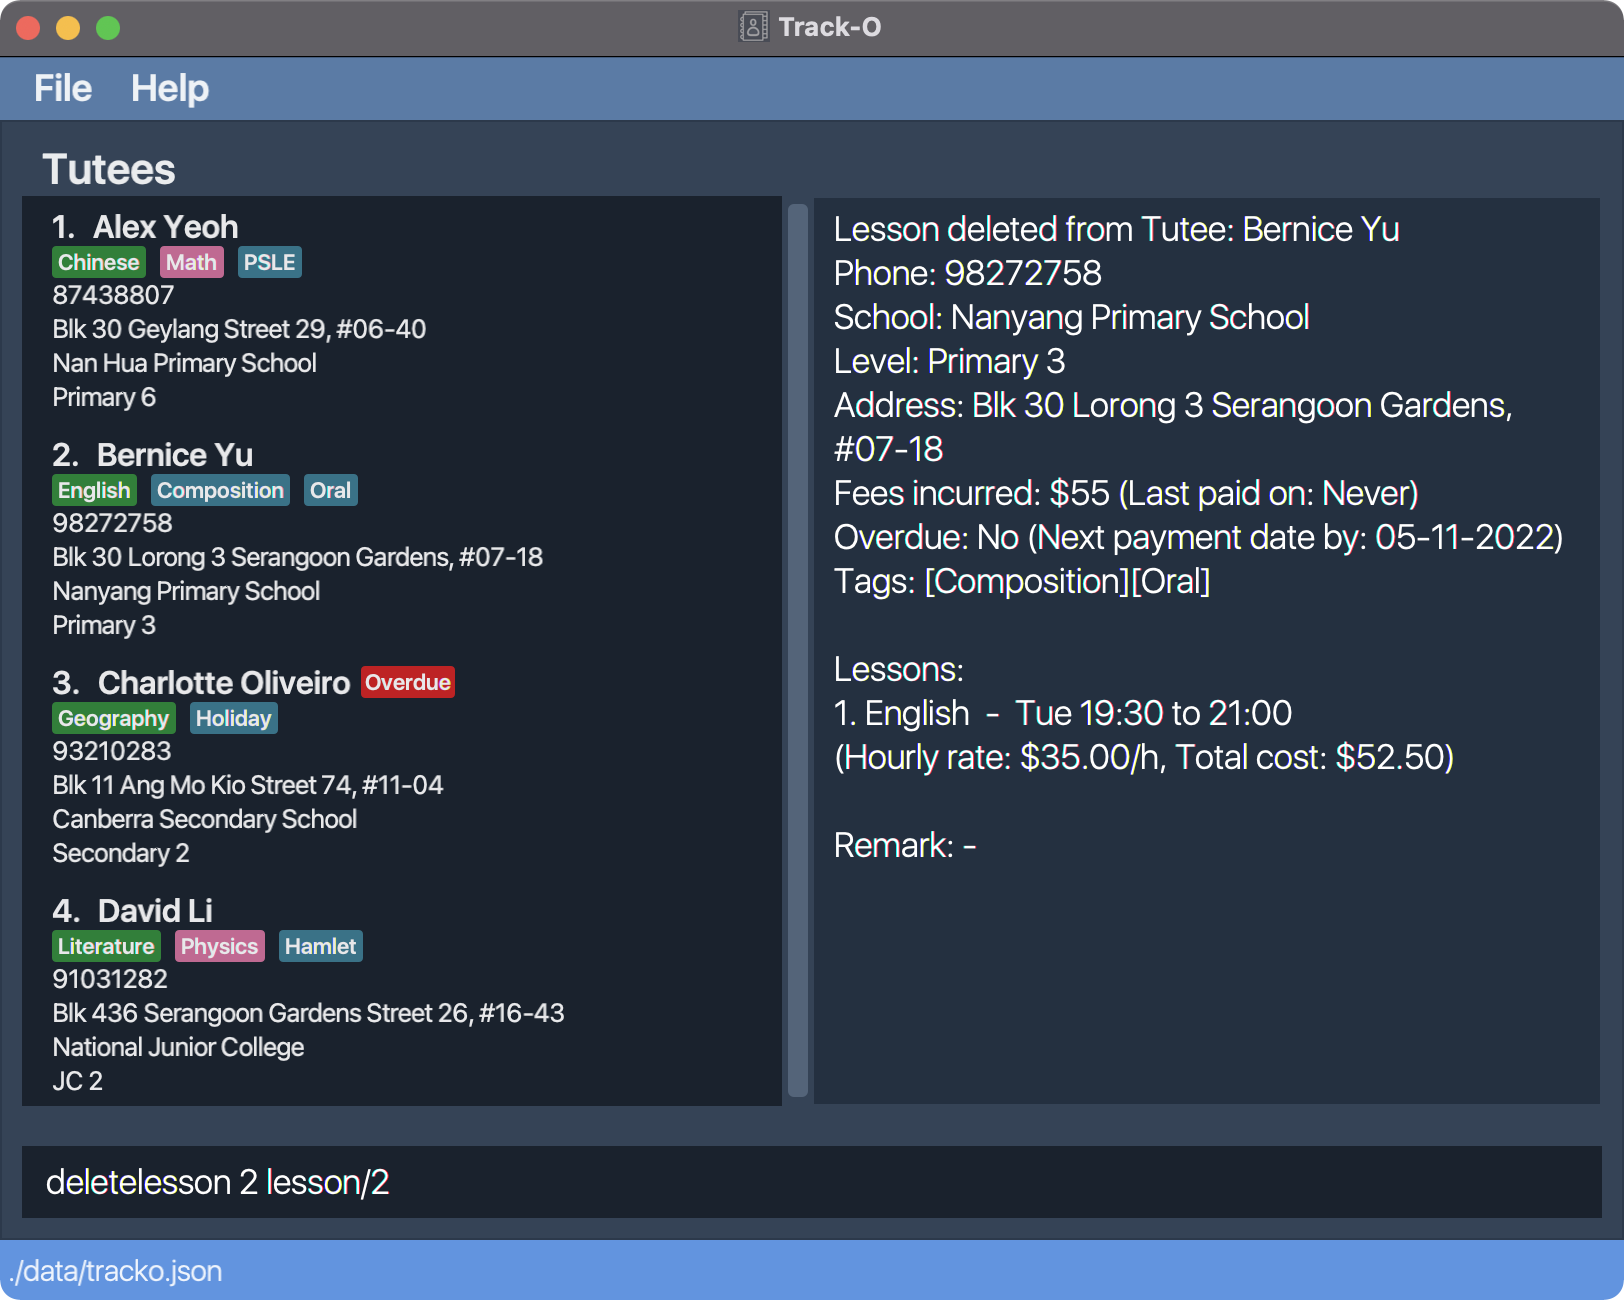 Track-O
File Help
Tutees
1. Alex Yeoh
Chinese Math PSLE
87438807
Blk 30 Geylang Street 29, #06-40
Nan Hua Primary School
Primary 6
2. Bernice Yu
English Composition Oral
98272758
Blk 30 Lorong 3 Serangoon Gardens, #07-18
Nanyang Primary School
Primary 3
3. Charlotte Oliveiro Overdue
Geography Holiday
93210283
Blk 11 Ang Mo Kio Street 74, #11-04
Canberra Secondary School
Secondary 2
4. David Li
Literature Physics Hamlet
91031282
Blk 436 Serangoon Gardens Street 26, #16-43
National Junior College
JC 2
Lesson deleted from Tutee: Bernice Yu
Phone: 98272758
School: Nanyang Primary School
Level: Primary 3
Address: Blk 30 Lorong 3 Serangoon Gardens,
#07-18
Fees incurred: $55 (Last paid on: Never)
Overdue: No (Next payment date by: 05-11-2022)
Tags: [Composition][Oral]
Lessons:
1. English - Tue 19:30 to 21:00
(Hourly rate: $35.00/h, Total cost: $52.50)
Remark: -
deletelesson 2 lesson/2
./data/tracko.json